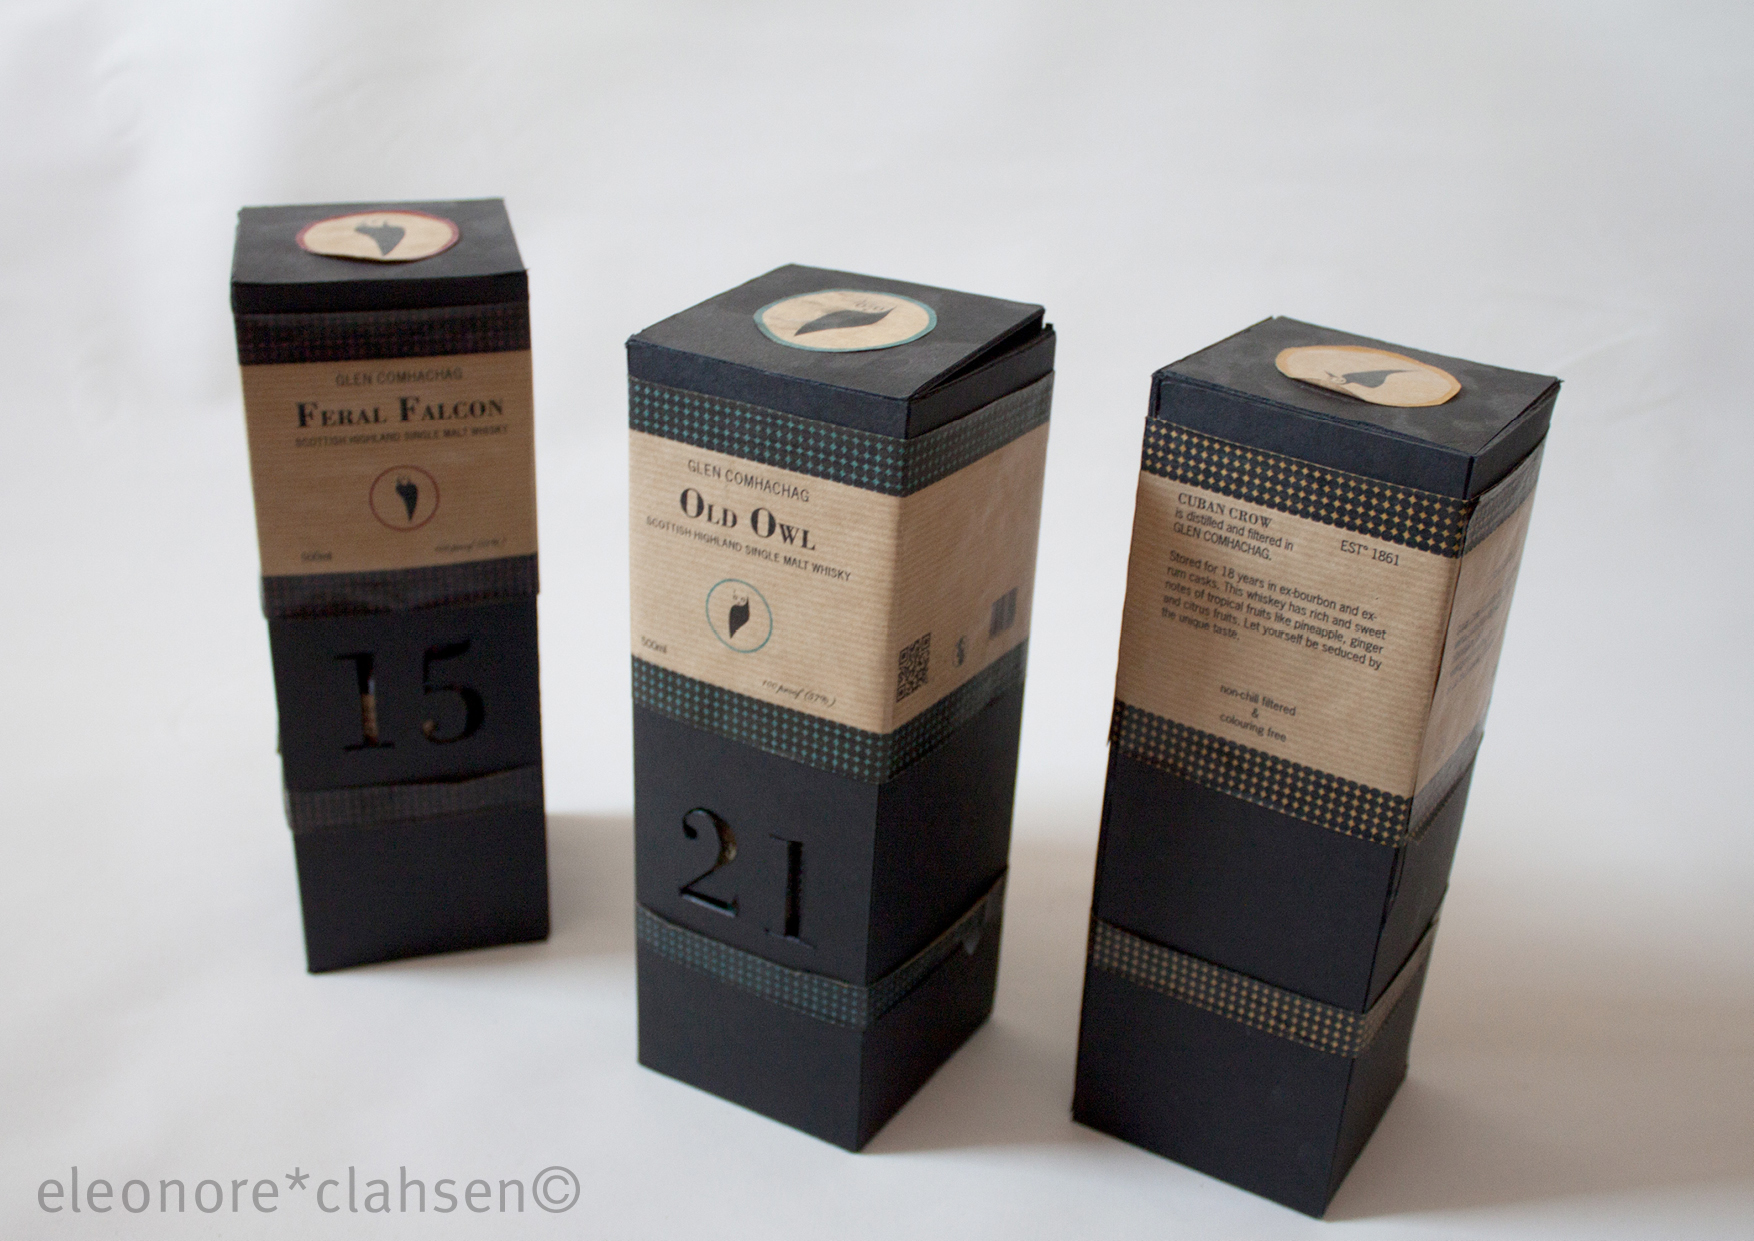 GLEN COMHACHAG
FERAL FALCON
SCOTTISH HIGHLAND SINGLE MALT WHISKY
500ml
15
GLEN COMHACHAG
OLD OWL
SCOTTISH HIGHLAND SINGLE MALT WHISKY
500ml
100 proof (57%)
21
CUBAN CROW
is distilled and filtered in
GLEN COMHACHAG.
EST° 1861
Stored for 18 years in ex-bourbon and ex-
rum casks. This whiskey has rich and sweet
notes of tropical fruits like pineapple, ginger
and citrus fruits. Let yourself be seduced by
the unique taste.
non-chill filtered
&
colouring free
eleonore*clahsen©